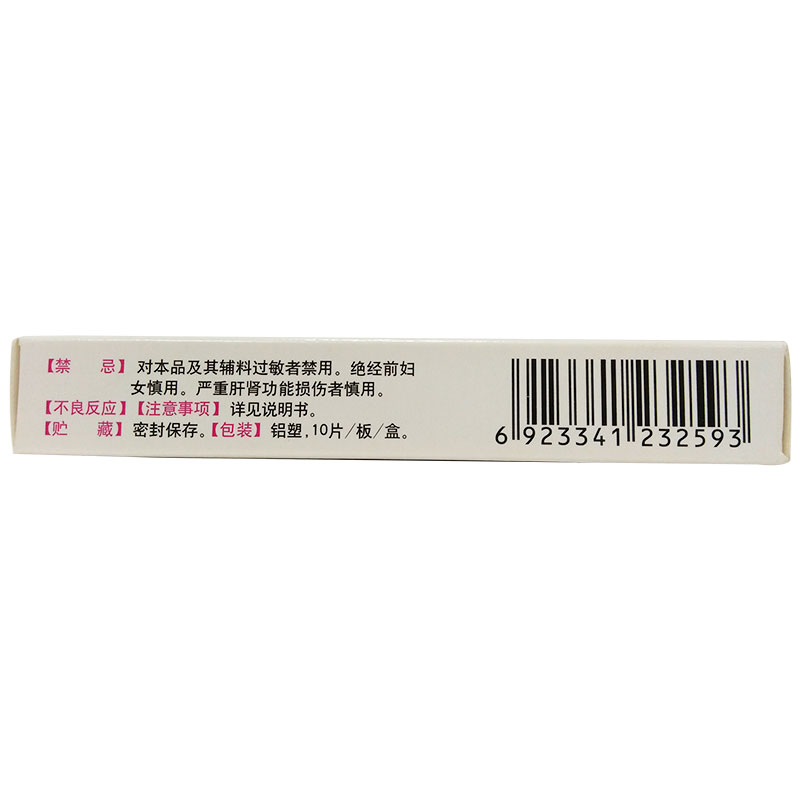 【禁 忌】对本品及其辅料过敏者禁用。绝经前妇
女慎用。严重肝肾功能损伤者慎用。
【不良反应】【注意事项】详见说明书。
【贮 藏】密封保存。【包装】铝塑,10片/板/盒。
6 923341 232593